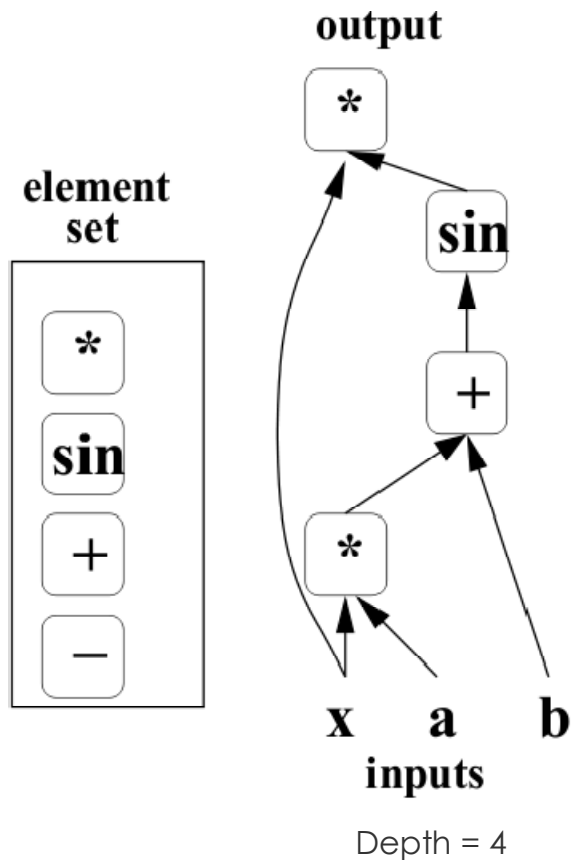 output
*
element
set
sin
*
sin
+
+
*
−
x a b
inputs
Depth = 4